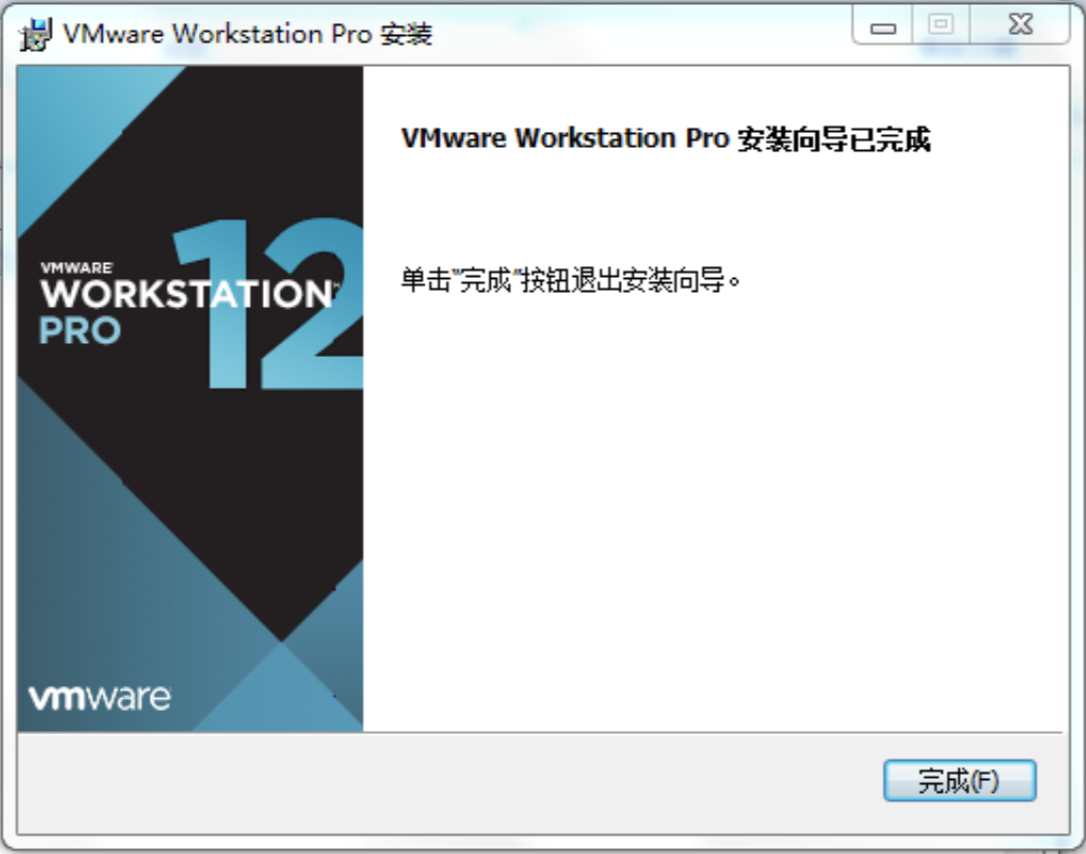 VMware Workstation Pro 安装
VMware Workstation Pro 安装向导已完成
单击"完成"按钮退出安装向导。
VMWARE
WORKSTATION™
PRO
12
vmware
完成(F)